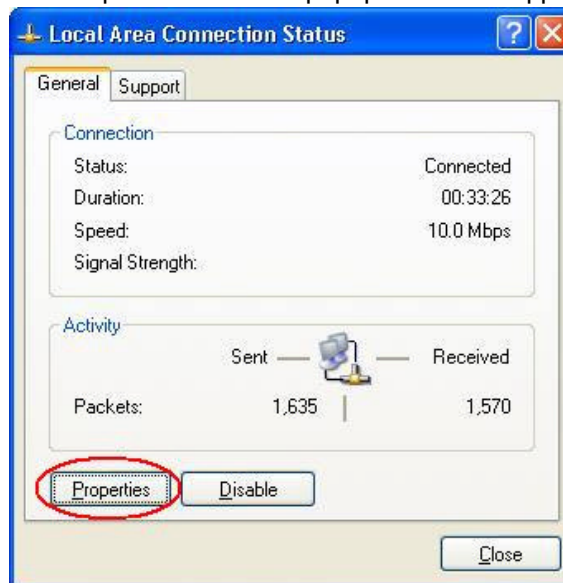 Local Area Connection Status
General Support
Connection
Status: Connected
Duration: 00:33:26
Speed: 10.0 Mbps
Signal Strength:
Activity
Sent Received
Packets: 1,635 1,570
Properties Disable
Close